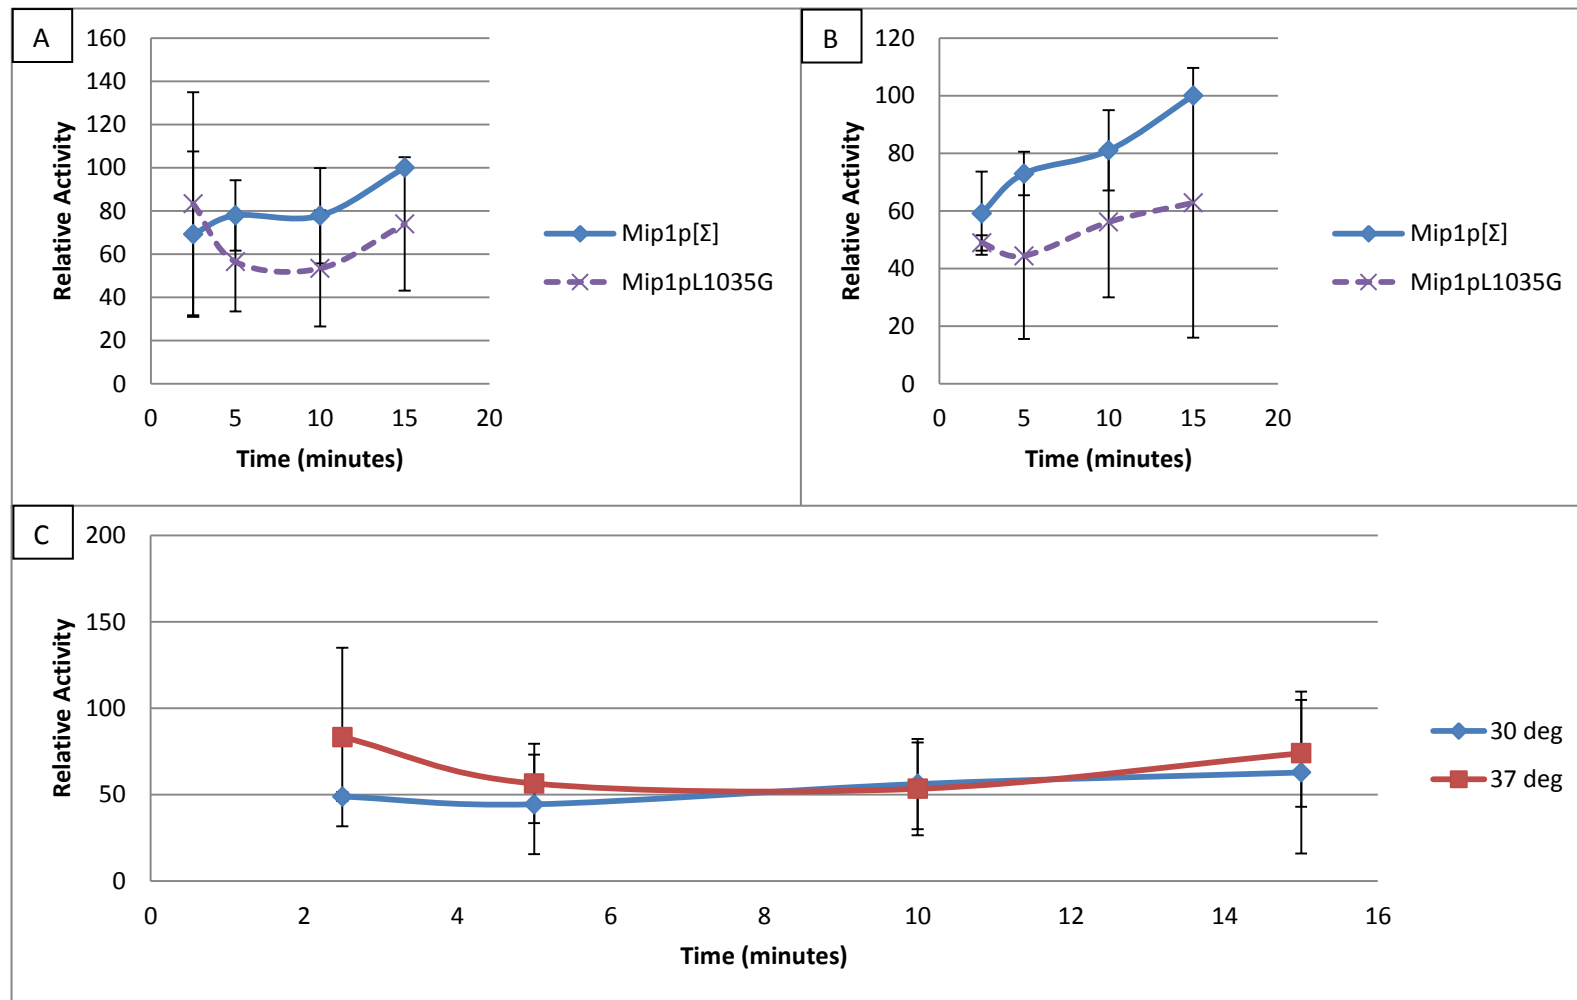 A
160
140
120
100
80
60
40
20
0
Relative Activity
0 5 10 15 20
Time (minutes)
Mip1p[Σ]
Mip1pL1035G
B
120
100
80
60
40
20
0
Relative Activity
0 5 10 15 20
Time (minutes)
Mip1p[Σ]
Mip1pL1035G
C
200
150
100
50
0
Relative Activity
0 2 4 6 8 10 12 14 16
Time (minutes)
30 deg
37 deg